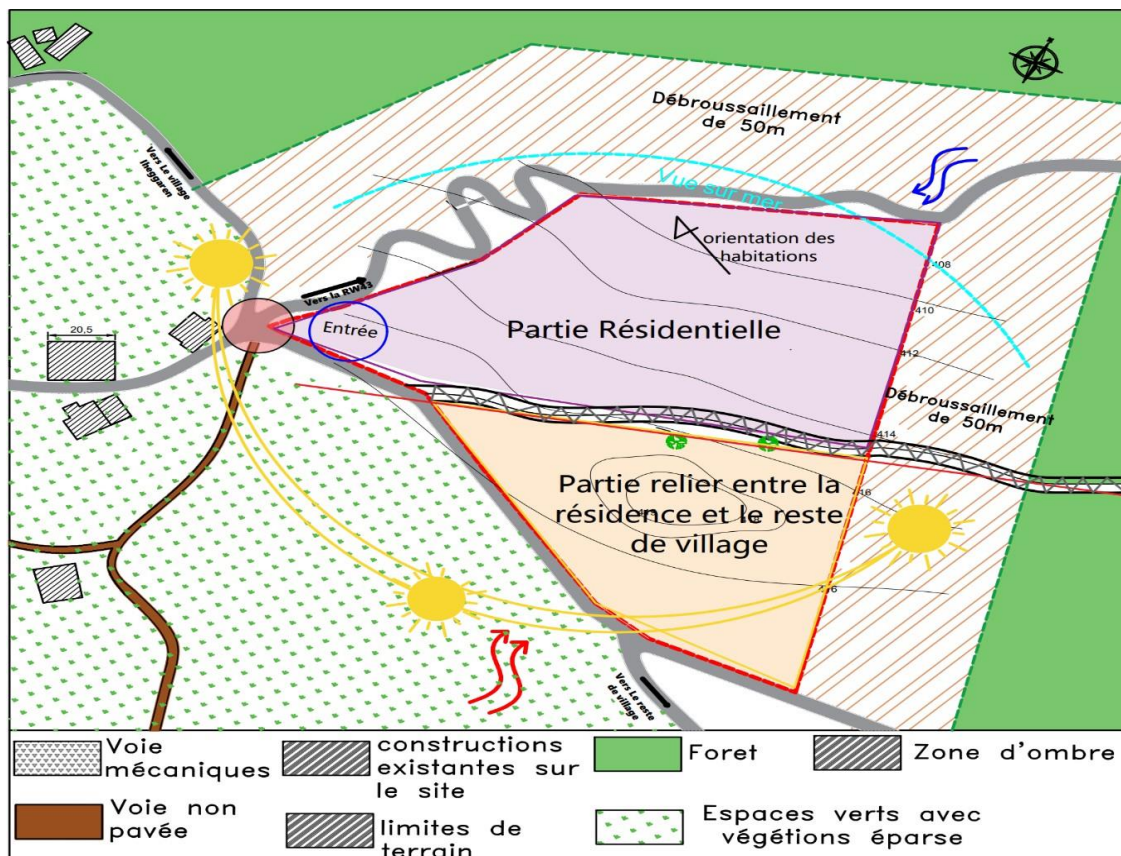 Débroussaillement
de 50m
Vers Le village
Iheggaren
Vue sur mer
orientation des
habitations
408
Vers la RW43
410
Entrée
Partie Résidentielle
20,5
412
Débroussaillement
de 50m
414
Partie relier entre la
résidence et le reste
de village
416
416
Vers Le reste
de village
Voie
mécaniques
constructions
existantes sur
le site
Foret
Zone d'ombre
Voie non
pavée
limites de
terrain
Espaces verts avec
végétions éparse